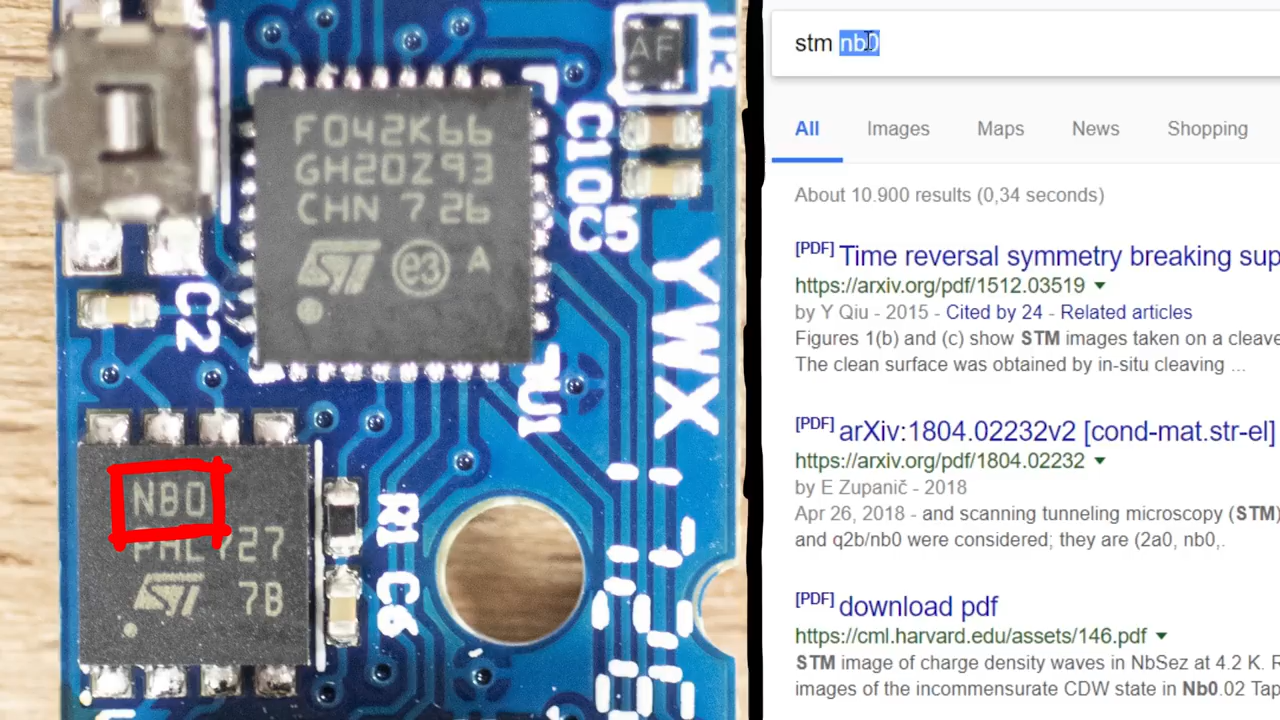 AF
U3
F042K66
GH20Z93
CHN 726
ST e3 A
C10
C5
C2
YWX
U1
NB0
PHL 727
ST 7B
R1
C6
stm nb0
All Images Maps News Shopping
About 10.900 results (0,34 seconds)
[PDF] Time reversal symmetry breaking sup
https://arxiv.org/pdf/1512.03519
by Y Qiu - 2015 - Cited by 24 - Related articles
Figures 1(b) and (c) show STM images taken on a cleave
The clean surface was obtained by in-situ cleaving ...
[PDF] arXiv:1804.02232v2 [cond-mat.str-el]
https://arxiv.org/pdf/1804.02232
by E Zupanič - 2018
Apr 26, 2018 - and scanning tunneling microscopy (STM)
and q2b/nb0 were considered; they are (2a0, nb0,.
[PDF] download pdf
https://cml.harvard.edu/assets/146.pdf
STM image of charge density waves in NbSez at 4.2 K. R
images of the incommensurate CDW state in Nb0.02 Tap